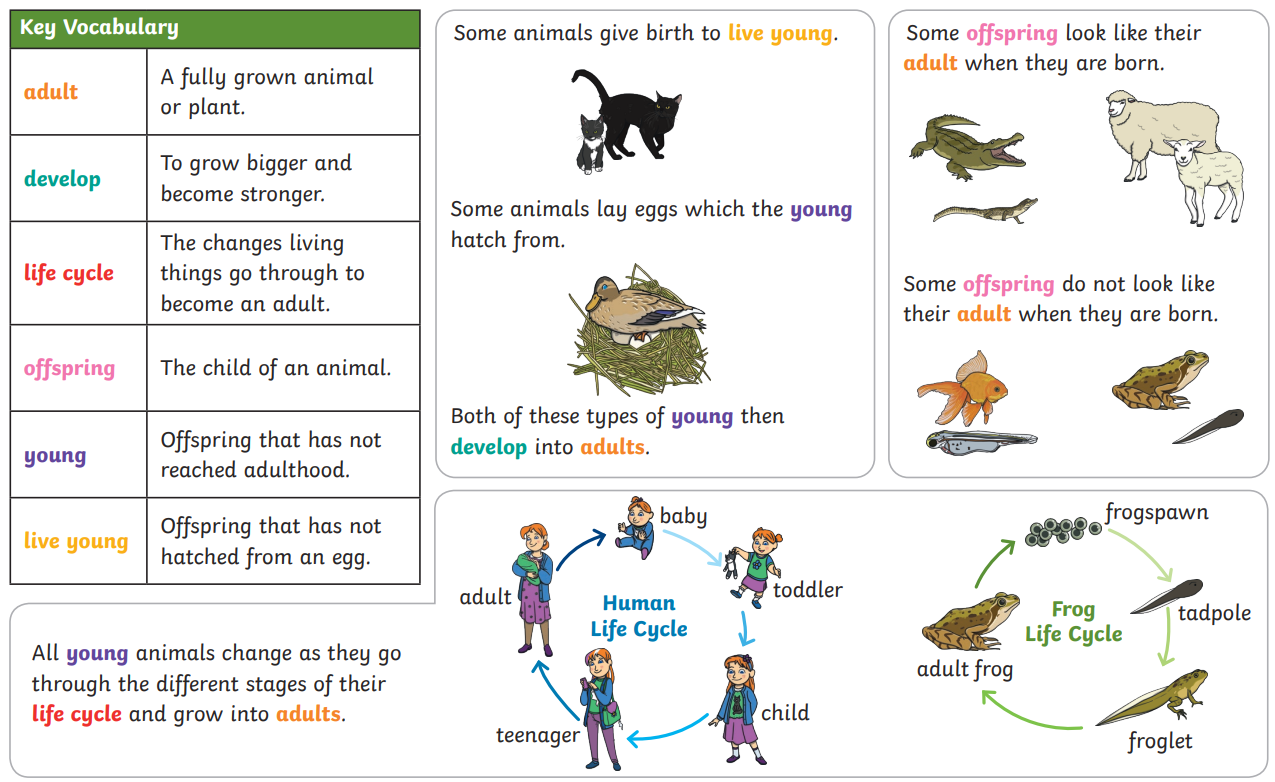 Key Vocabulary
adult
A fully grown animal
or plant.
develop
To grow bigger and
become stronger.
life cycle
The changes living
things go through to
become an adult.
offspring
The child of an animal.
young
Offspring that has not
reached adulthood.
live young
Offspring that has not
hatched from an egg.
Some animals give birth to live young.
Some animals lay eggs which the young
hatch from.
Both of these types of young then
develop into adults.
Some offspring look like their
adult when they are born.
Some offspring do not look like
their adult when they are born.
All young animals change as they go
through the different stages of their
life cycle and grow into adults.
Human
Life Cycle
baby
toddler
child
teenager
adult
Frog
Life Cycle
frogspawn
tadpole
froglet
adult frog